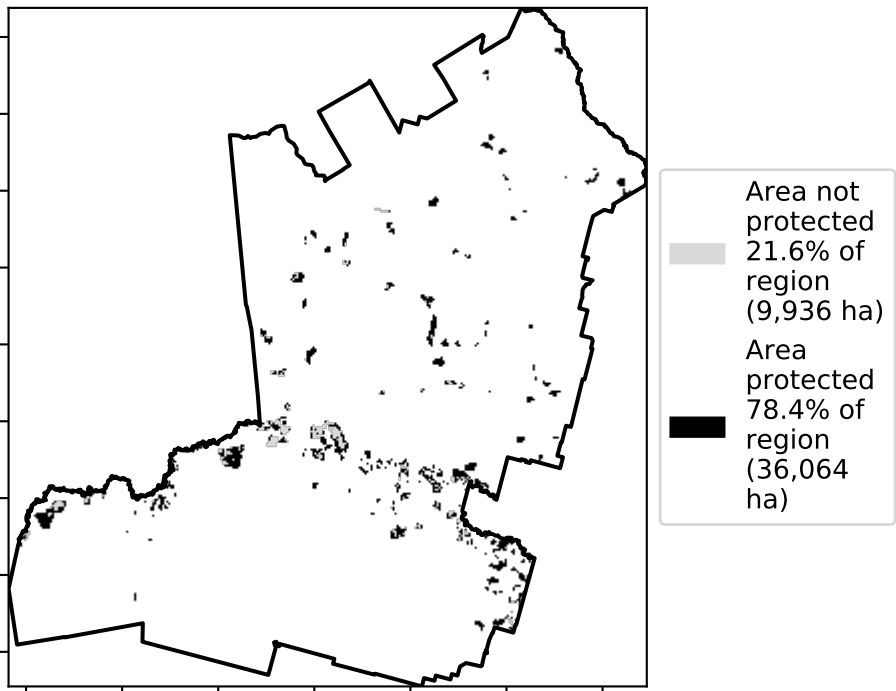 Area not
protected
21.6% of
region
(9,936 ha)
Area
protected
78.4% of
region
(36,064
ha)